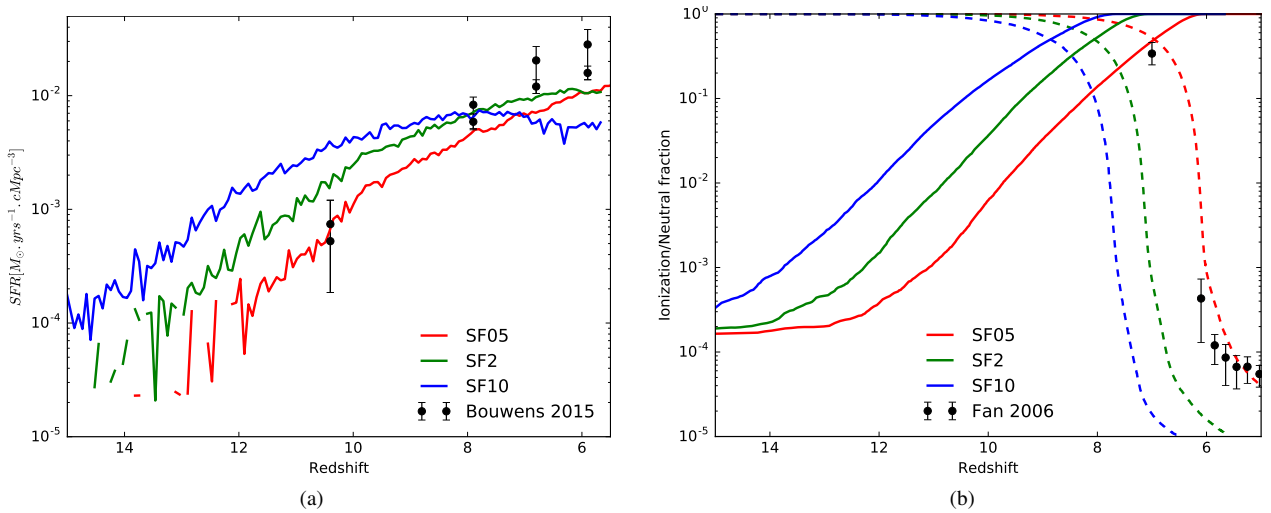 10⁻²
10⁻³
10⁻⁴
10⁻⁵
SFR[M⊙.yrs⁻¹.cMpc⁻³]
SF05
SF2
SF10
Bouwens 2015
14 12 10 8 6
Redshift
(a)
10⁰
10⁻¹
10⁻²
10⁻³
10⁻⁴
10⁻⁵
Ionization/Neutral fraction
SF05
SF2
SF10
Fan 2006
14 12 10 8 6
Redshift
(b)